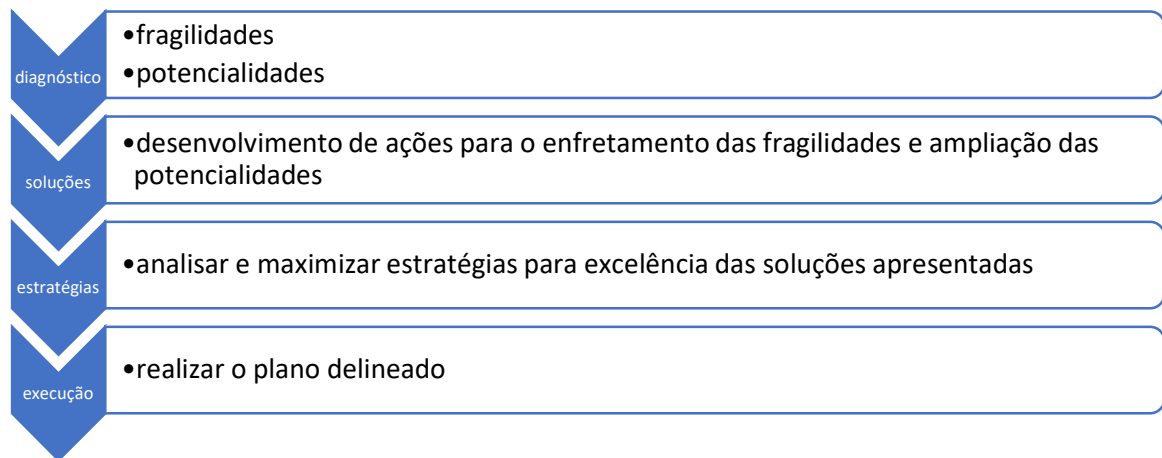 diagnóstico
•fragilidades
•potencialidades
soluções
•desenvolvimento de ações para o enfretamento das fragilidades e ampliação das
potencialidades
estratégias
•analisar e maximizar estratégias para excelência das soluções apresentadas
execução
•realizar o plano delineado